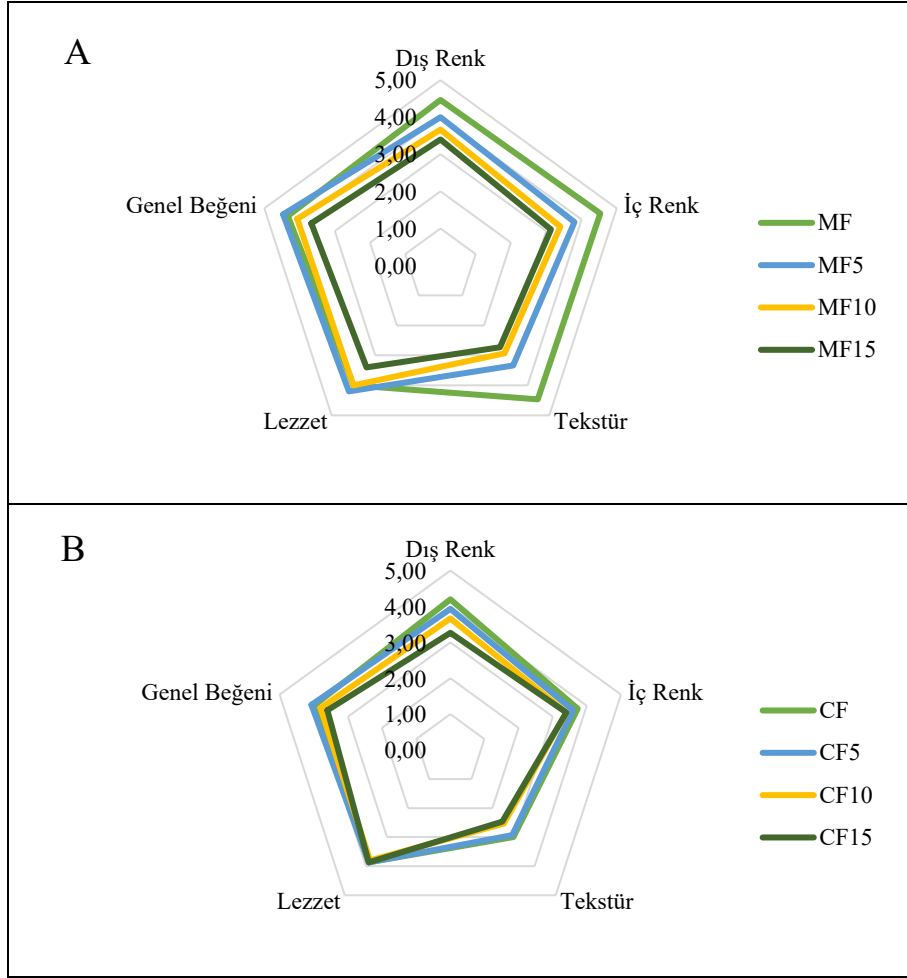 A
Dış Renk
5,00
4,00
3,00
2,00
1,00
0,00
İç Renk
Tekstür
Lezzet
Genel Beğeni
MF
MF5
MF10
MF15
B
Dış Renk
5,00
4,00
3,00
2,00
1,00
0,00
İç Renk
Tekstür
Lezzet
Genel Beğeni
CF
CF5
CF10
CF15